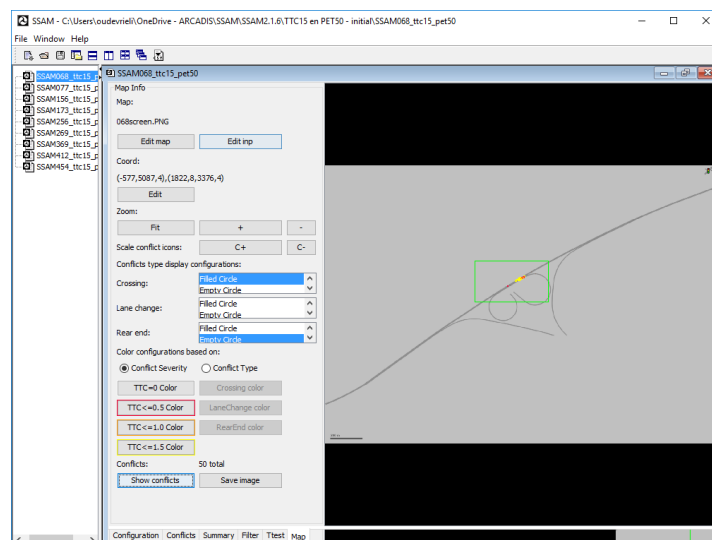 SSAM - C:\Users\oudevrieli\OneDrive - ARCADIS\SSAM\SSAM2.1.6\TTC15 en PET50 - initial\SSAM068_ttc15_pet50
File Window Help
SSAM068_ttc15_p
SSAM077_ttc15_p
SSAM156_ttc15_p
SSAM173_ttc15_p
SSAM256_ttc15_p
SSAM269_ttc15_p
SSAM369_ttc15_p
SSAM412_ttc15_p
SSAM454_ttc15_p
SSAM068_ttc15_pet50
Map Info
Map:
068screen.PNG
Edit map Edit inp
Coord:
(-577,5087,4),(1822,8,3376,4)
Edit
Zoom:
Fit + -
Scale conflict icons: C+ C-
Conflicts type display configurations:
Crossing: Filled Circle
Empty Circle
Lane change: Filled Circle
Empty Circle
Rear end: Filled Circle
Empty Circle
Color configurations based on:
Conflict Severity Conflict Type
TTC=0 Color Crossing color
TTC<=0.5 Color LaneChange color
TTC<=1.0 Color RearEnd color
TTC<=1.5 Color
Conflicts: 50 total
Show conflicts Save image
Configuration Conflicts Summary Filter Ttest Map